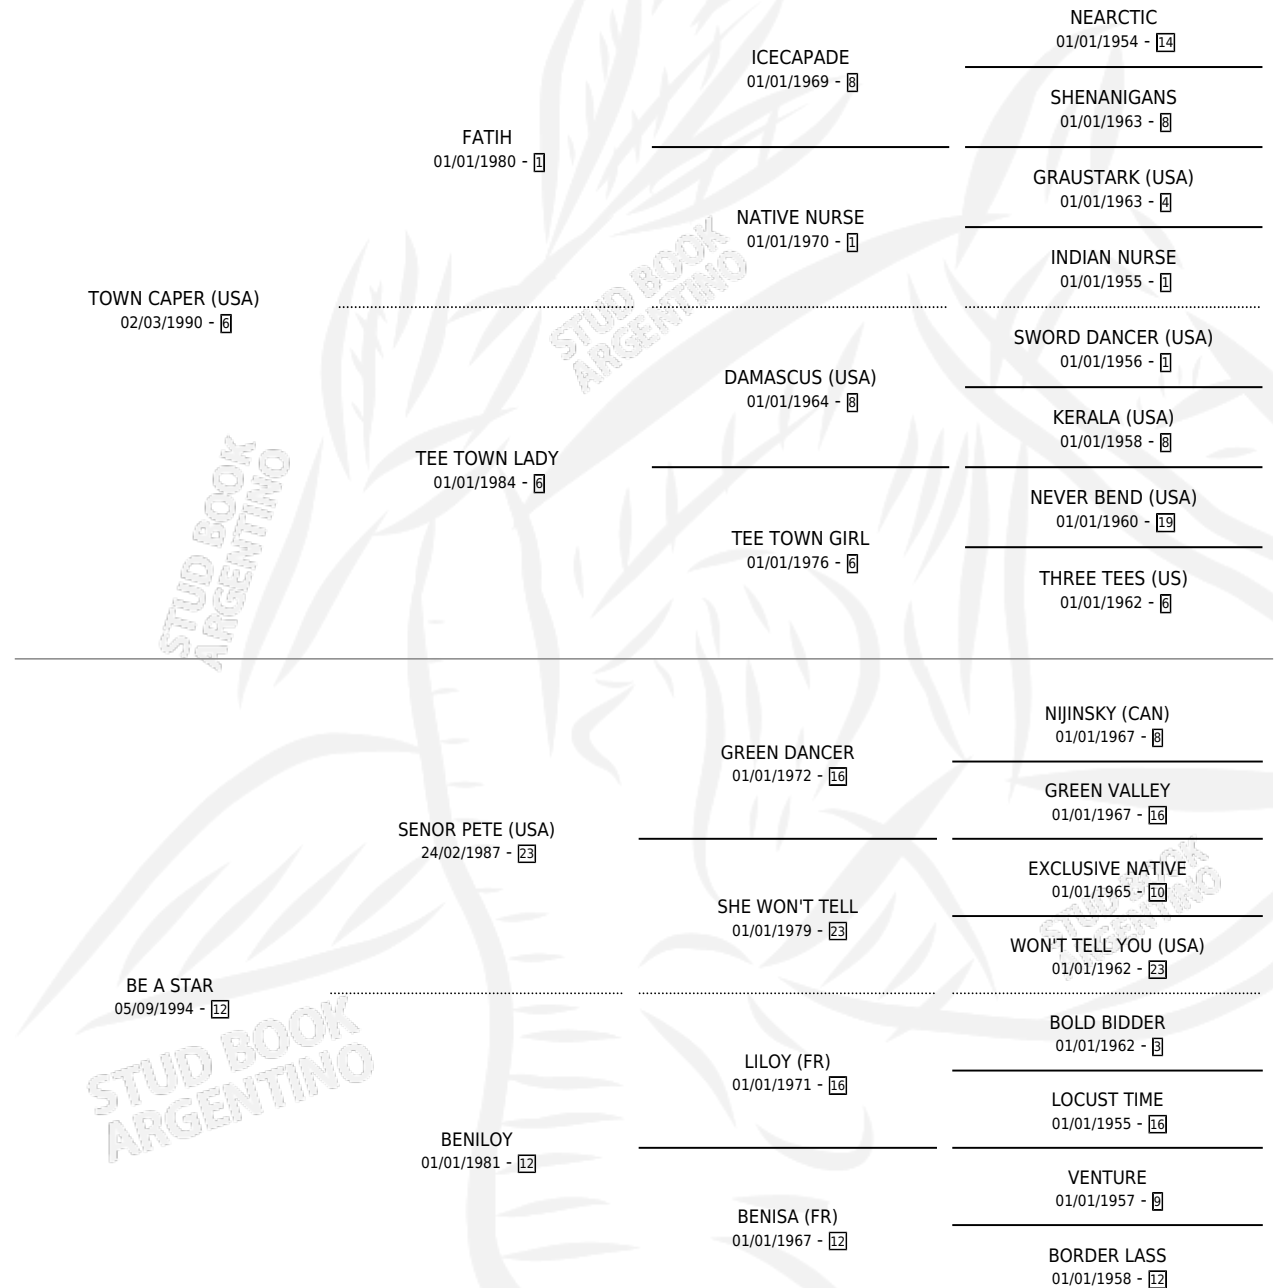 NEARCTIC
01/01/1954 - 14
ICECAPADE
01/01/1969 - 8
SHENANIGANS
01/01/1963 - 8
FATIH
01/01/1980 - 1
GRAUSTARK (USA)
01/01/1963 - 4
NATIVE NURSE
01/01/1970 - 1
INDIAN NURSE
01/01/1955 - 1
TOWN CAPER (USA)
02/03/1990 - 6
SWORD DANCER (USA)
01/01/1956 - 1
DAMASCUS (USA)
01/01/1964 - 8
KERALA (USA)
01/01/1958 - 8
TEE TOWN LADY
01/01/1984 - 6
NEVER BEND (USA)
01/01/1960 - 19
TEE TOWN GIRL
01/01/1976 - 6
THREE TEES (US)
01/01/1962 - 6
NIJINSKY (CAN)
01/01/1967 - 8
GREEN DANCER
01/01/1972 - 16
GREEN VALLEY
01/01/1967 - 16
SENOR PETE (USA)
24/02/1987 - 23
EXCLUSIVE NATIVE
01/01/1965 - 10
SHE WON'T TELL
01/01/1979 - 23
WON'T TELL YOU (USA)
01/01/1962 - 23
BE A STAR
05/09/1994 - 12
BOLD BIDDER
01/01/1962 - 3
LILOY (FR)
01/01/1971 - 16
LOCUST TIME
01/01/1955 - 16
BENILOY
01/01/1981 - 12
VENTURE
01/01/1957 - 9
BENISA (FR)
01/01/1967 - 12
BORDER LASS
01/01/1958 - 12
STUD BOOK
ARGENTINO
STUD BOOK
ARGENTINO
STUD BOOK
ARGENTINO
STUD BOOK
ARGENTINO